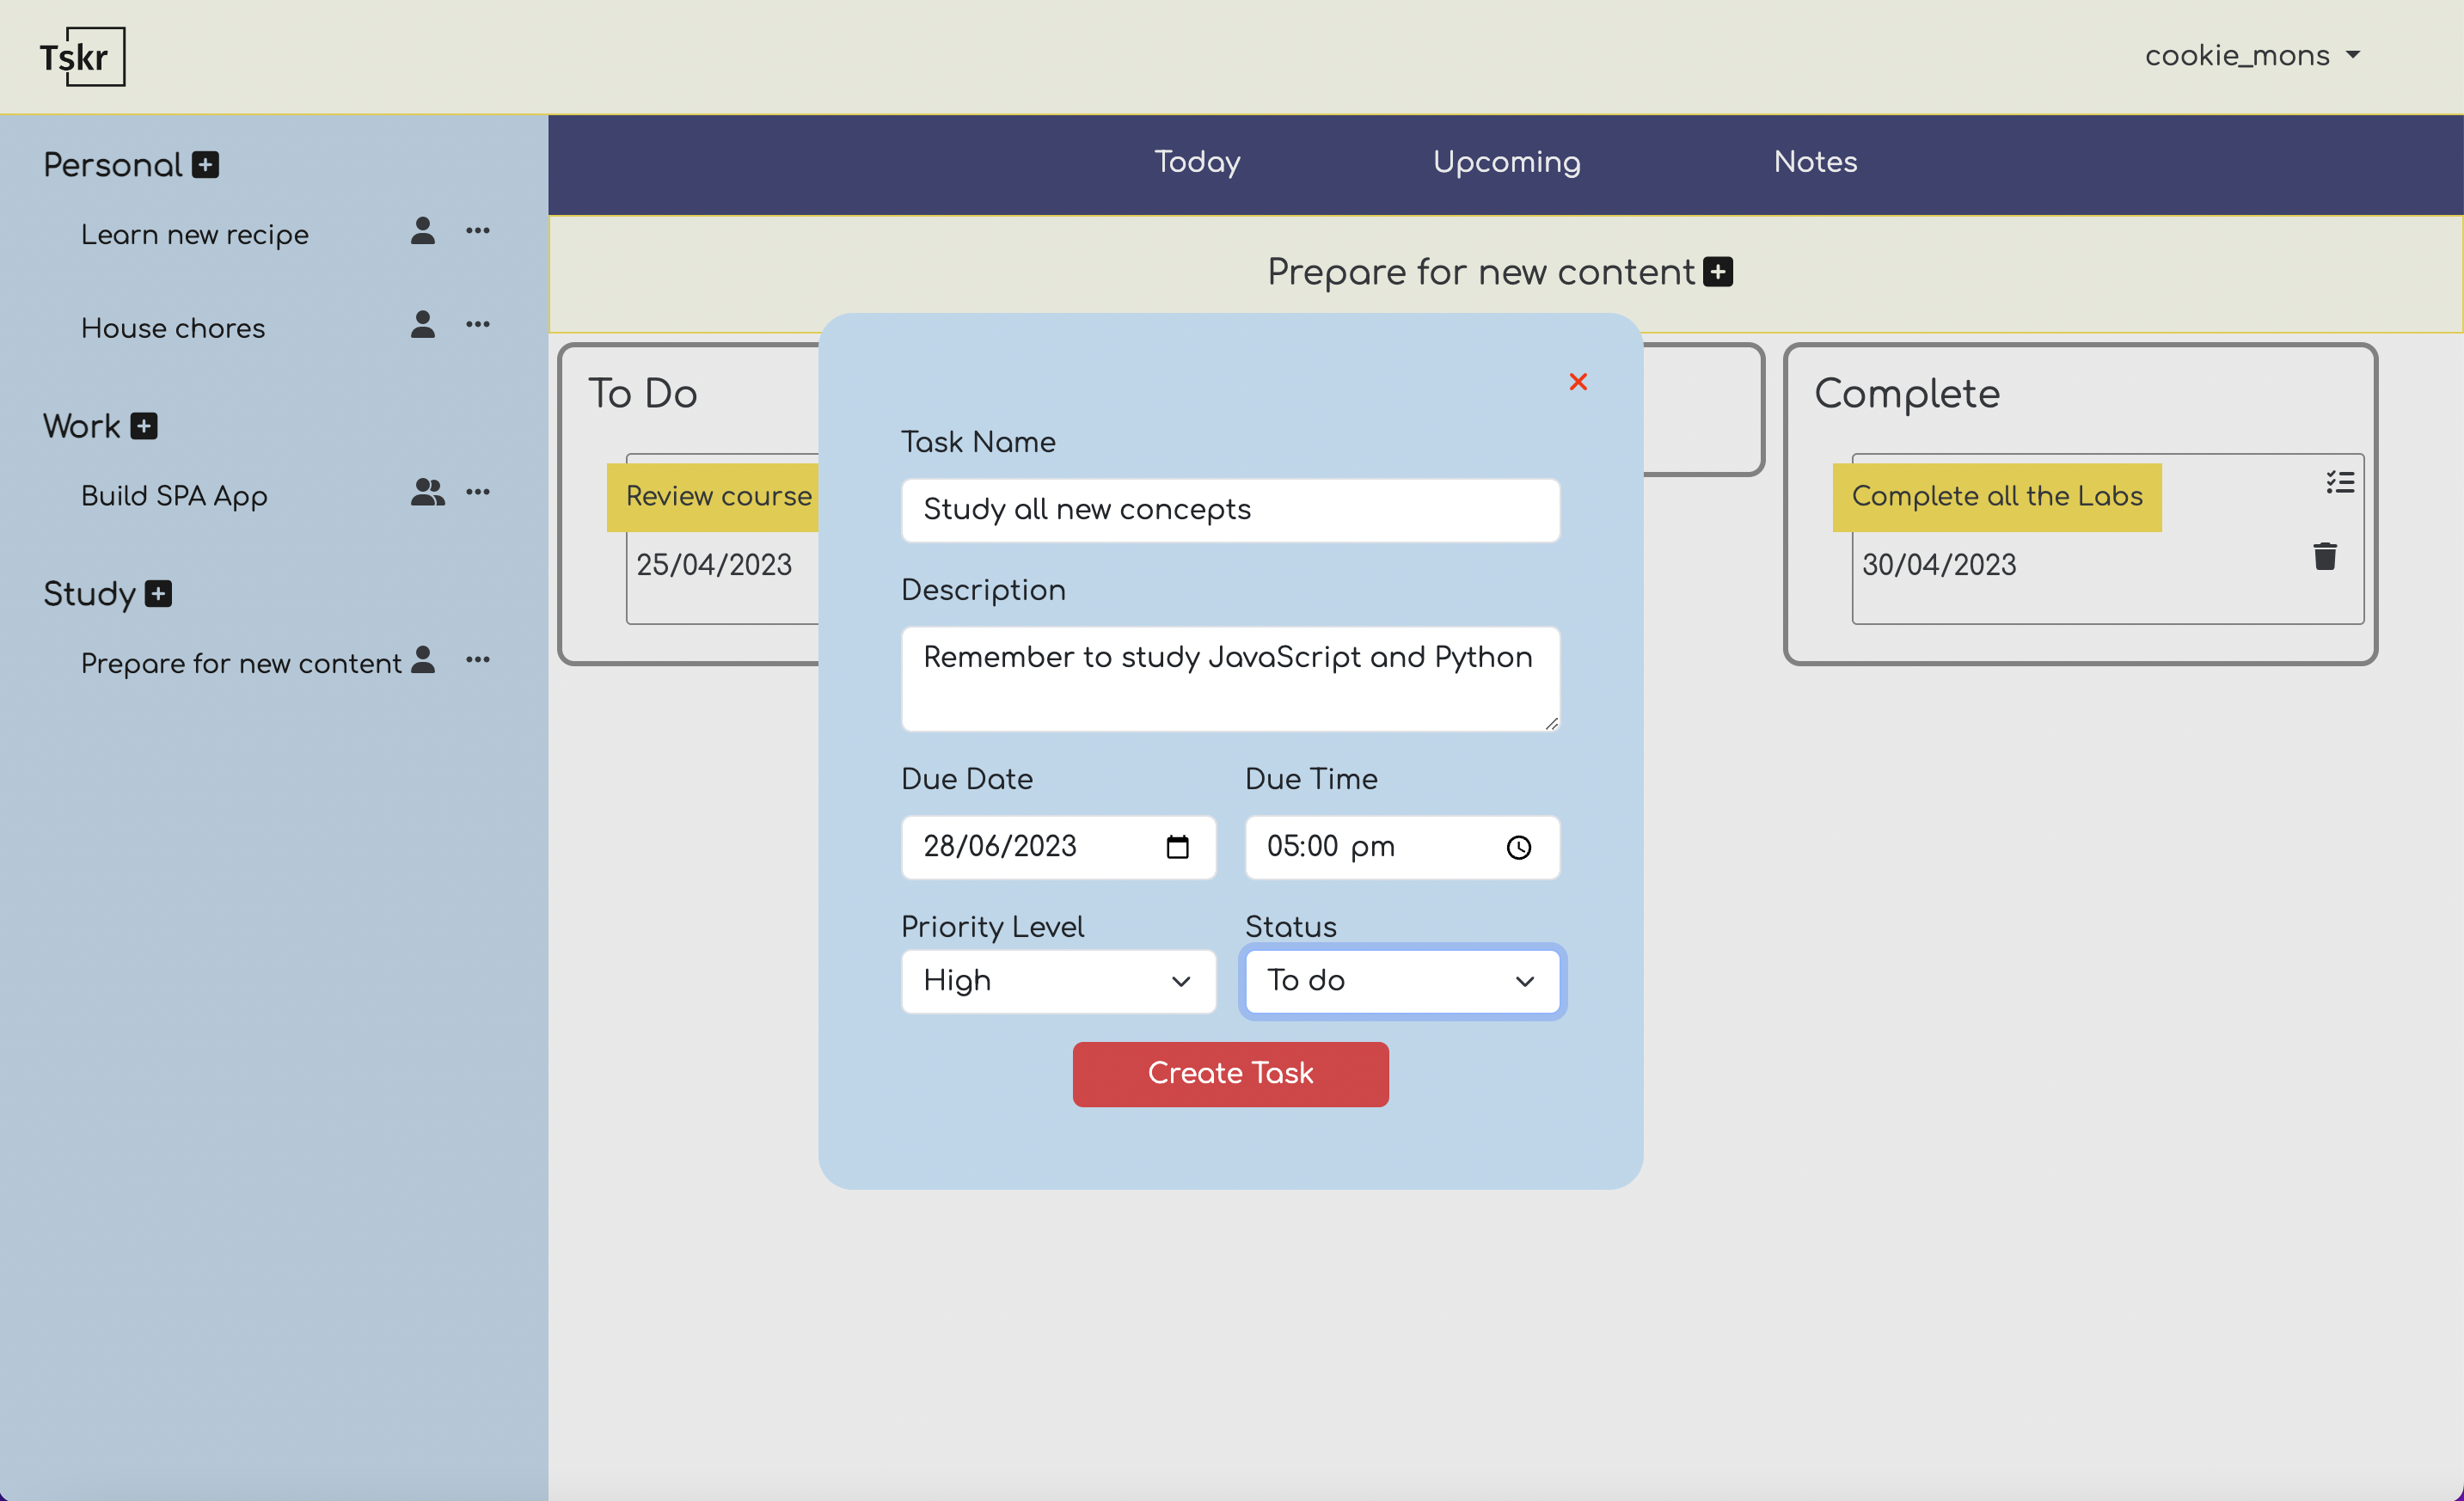 Tskr
cookie_mons
Personal
Learn new recipe
House chores
Work
Build SPA App
Study
Prepare for new content
Today Upcoming Notes
Prepare for new content
To Do
Review course
25/04/2023
Complete
Complete all the Labs
30/04/2023
Task Name
Study all new concepts
Description
Remember to study JavaScript and Python
Due Date Due Time
28/06/2023 05:00 pm
Priority Level Status
High To do
Create Task